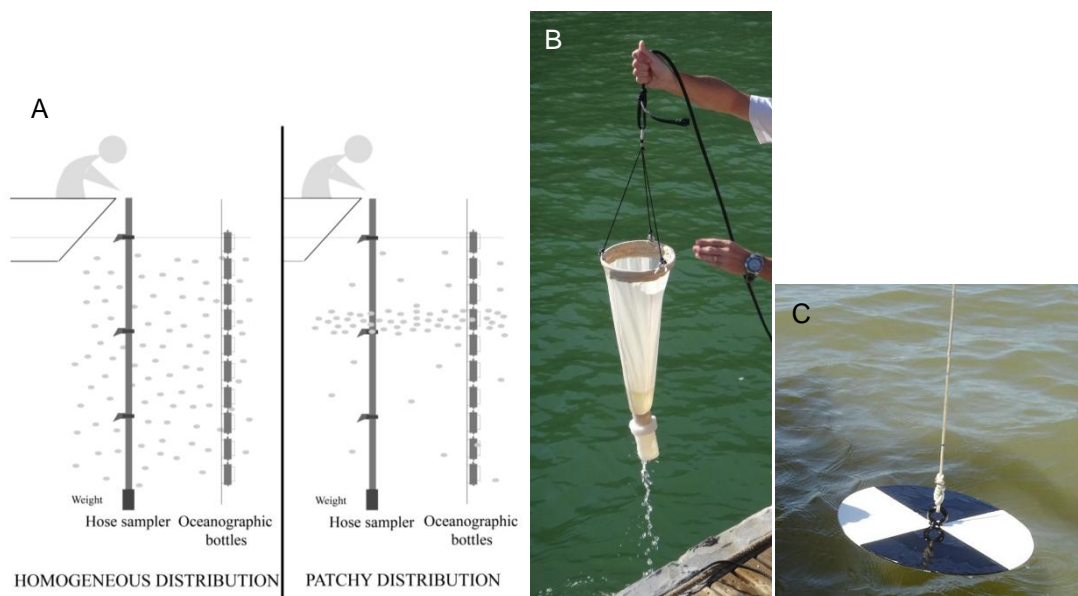 A
Weight
Hose sampler
Oceanographic
bottles
HOMOGENEOUS DISTRIBUTION
Weight
Hose sampler
Oceanographic
bottles
PATCHY DISTRIBUTION
B
C